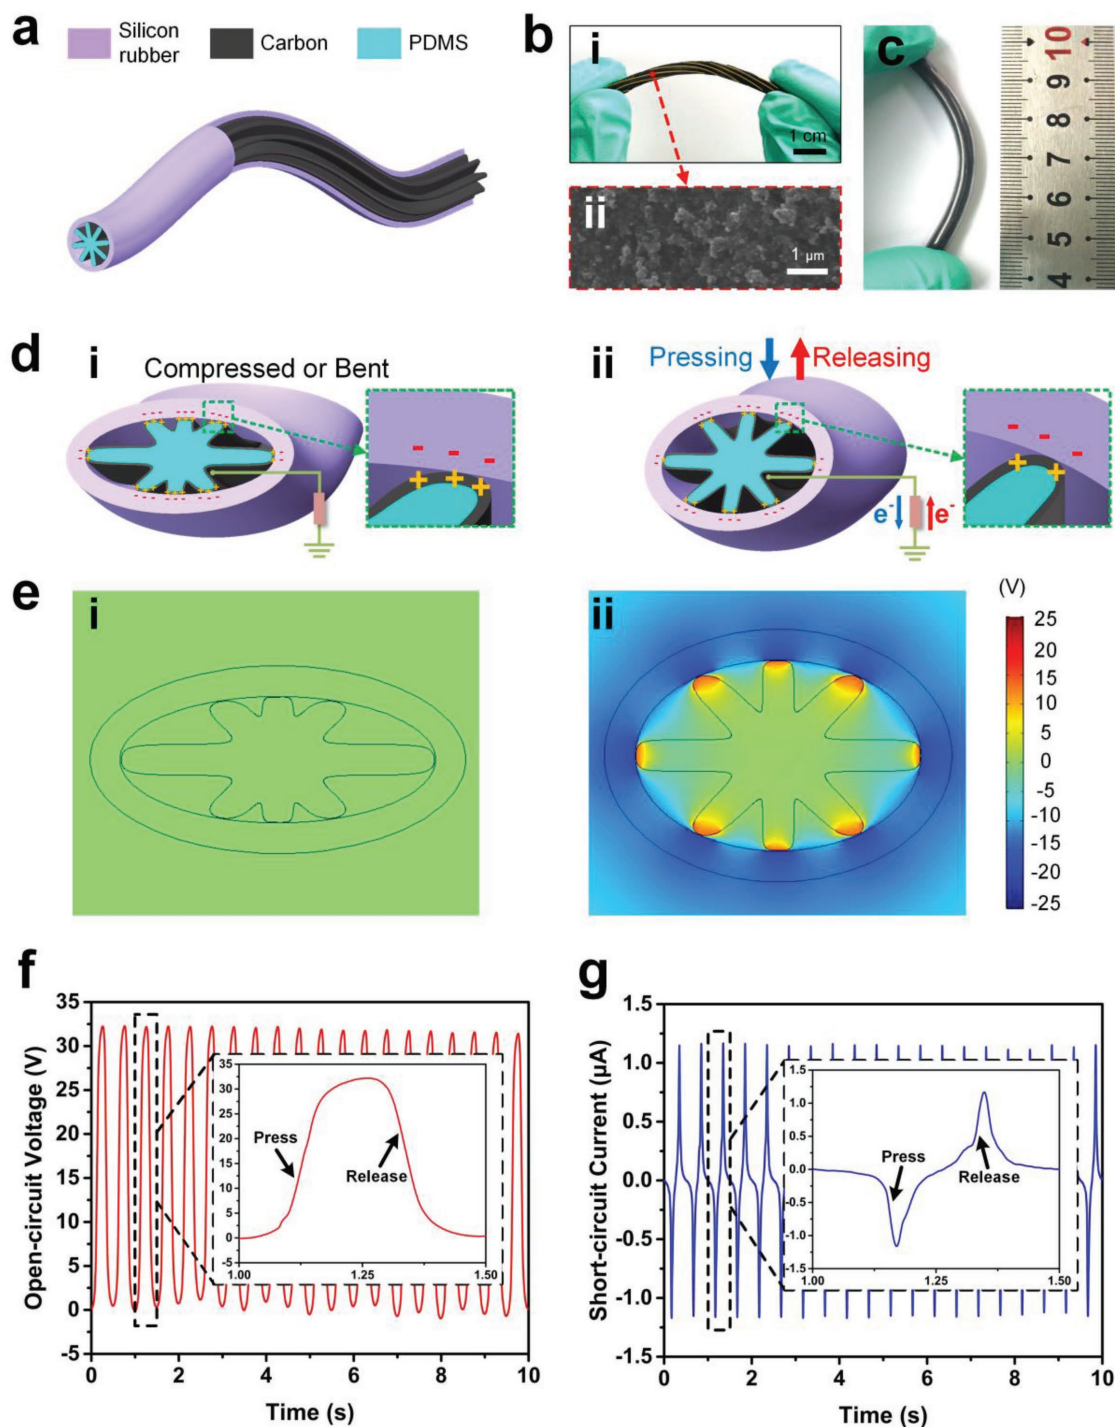 a
Silicon
rubber
Carbon
PDMS
b
i
1 cm
ii
1 μm
c
10
9
8
7
6
5
4
d
i
Compressed or Bent
- - -
+ + +
ii
Pressing
Releasing
- - -
+ +
e-
e-
e
i
ii
(V)
25
20
15
10
5
0
-5
-10
-15
-20
-25
f
Open-circuit Voltage (V)
35
30
25
20
15
10
5
0
-5
0 2 4 6 8 10
Time (s)
35
30
25
20
15
10
5
0
-5
1.00 1.25 1.50
Press
Release
g
Short-circuit Current (μA)
1.5
1.0
0.5
0.0
-0.5
-1.0
-1.5
0 2 4 6 8 10
Time (s)
1.5
1.0
0.5
0.0
-0.5
-1.0
-1.5
1.00 1.25 1.50
Press
Release